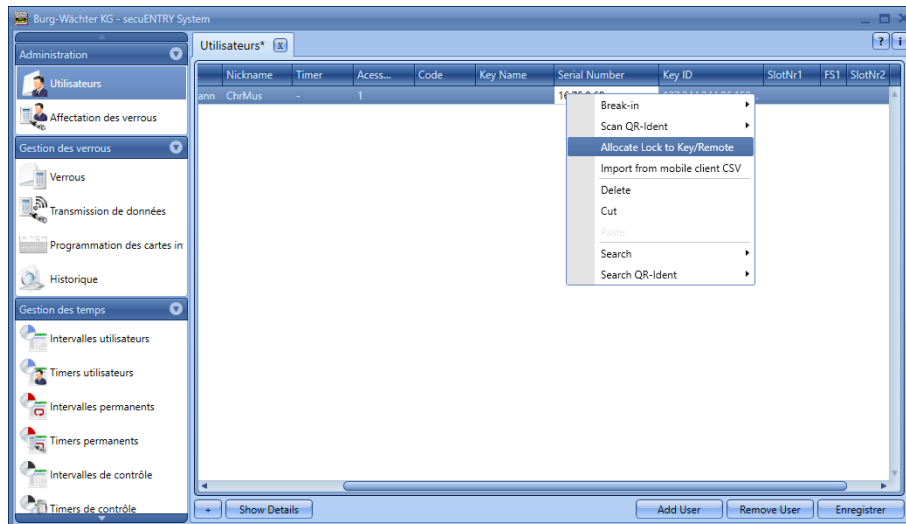 Burg-Wächter KG - secuENTRY System
Administration
Utilisateurs
Affectation des verrous
Gestion des verrous
Verrous
Transmission de données
Programmation des cartes in
Historique
Gestion des temps
Intervalles utilisateurs
Timers utilisateurs
Intervalles permanents
Timers permanents
Intervalles de contrôle
Timers de contrôle
Utilisateurs* x
? i
Nickname Timer Acess... Code Key Name Serial Number Key ID SlotNr1 FS1 SlotNr2
ann ChrMus - 1
Break-in
Scan QR-Ident
Allocate Lock to Key/Remote
Import from mobile client CSV
Delete
Cut
Paste
Search
Search QR-Ident
+ Show Details Add User Remove User Enregistrer